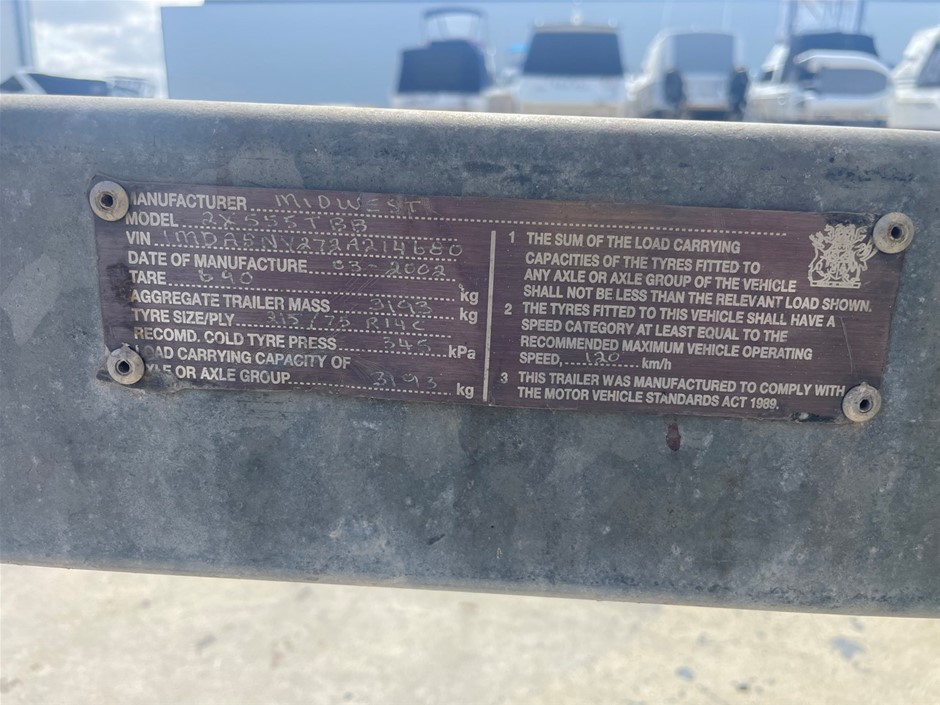 MANUFACTURER MIDWEST
MODEL 2X555TBB
VIN
DATE OF MANUFACTURE 03-2002
TARE 640 kg
AGGREGATE TRAILER MASS 3193 kg
TYRE SIZE/PLY R14C
RECOMD. COLD TYRE PRESS 345 kPa
LOAD CARRYING CAPACITY OF
AXLE OR AXLE GROUP 3193 kg
1 THE SUM OF THE LOAD CARRYING
CAPACITIES OF THE TYRES FITTED TO
ANY AXLE OR AXLE GROUP OF THE VEHICLE
SHALL NOT BE LESS THAN THE RELEVANT LOAD SHOWN.
2 THE TYRES FITTED TO THIS VEHICLE SHALL HAVE A
SPEED CATEGORY AT LEAST EQUAL TO THE
RECOMMENDED MAXIMUM VEHICLE OPERATING
SPEED, 120 km/h
3 THIS TRAILER WAS MANUFACTURED TO COMPLY WITH
THE MOTOR VEHICLE STANDARDS ACT 1989.